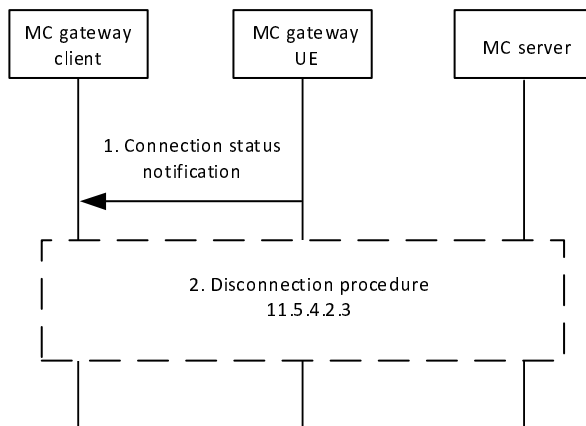 MC gateway
client
MC gateway
UE
MC server
1. Connection status
notification
2. Disconnection procedure
11.5.4.2.3